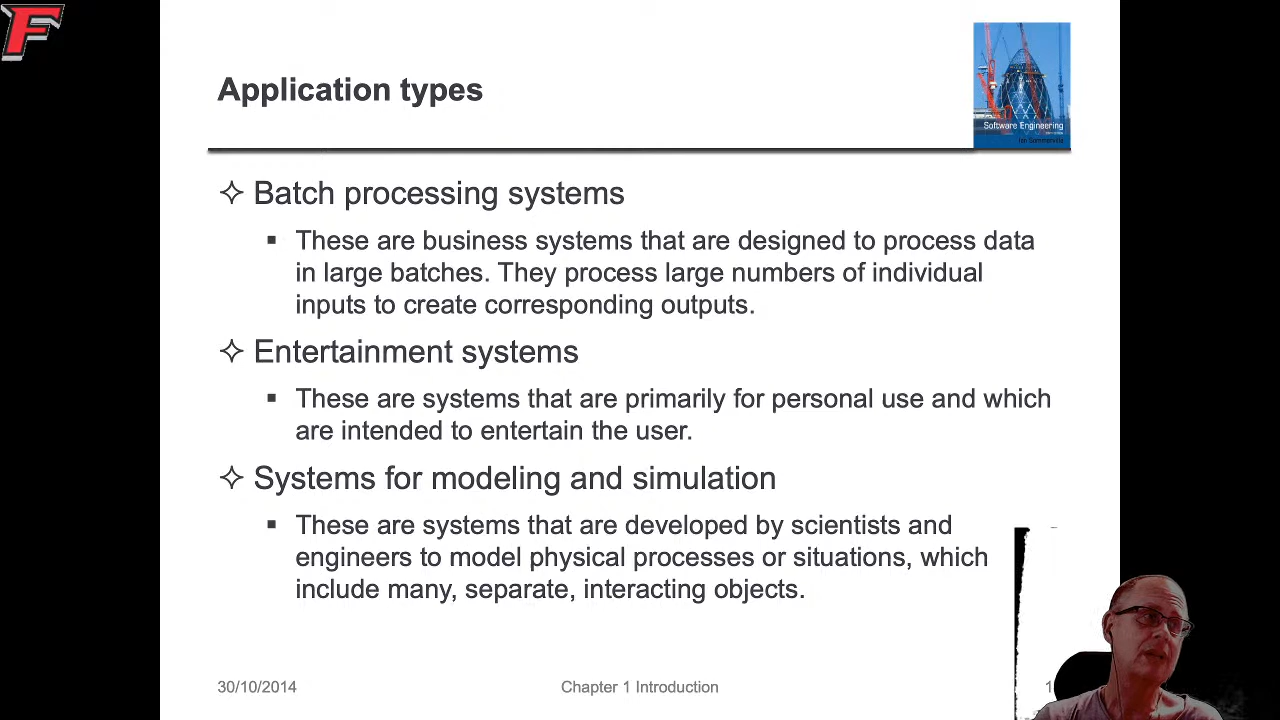 F
Application types
Software Engineering
Ian Sommerville
✧ Batch processing systems
▪ These are business systems that are designed to process data
in large batches. They process large numbers of individual
inputs to create corresponding outputs.
✧ Entertainment systems
▪ These are systems that are primarily for personal use and which
are intended to entertain the user.
✧ Systems for modeling and simulation
▪ These are systems that are developed by scientists and
engineers to model physical processes or situations, which
include many, separate, interacting objects.
30/10/2014
Chapter 1 Introduction